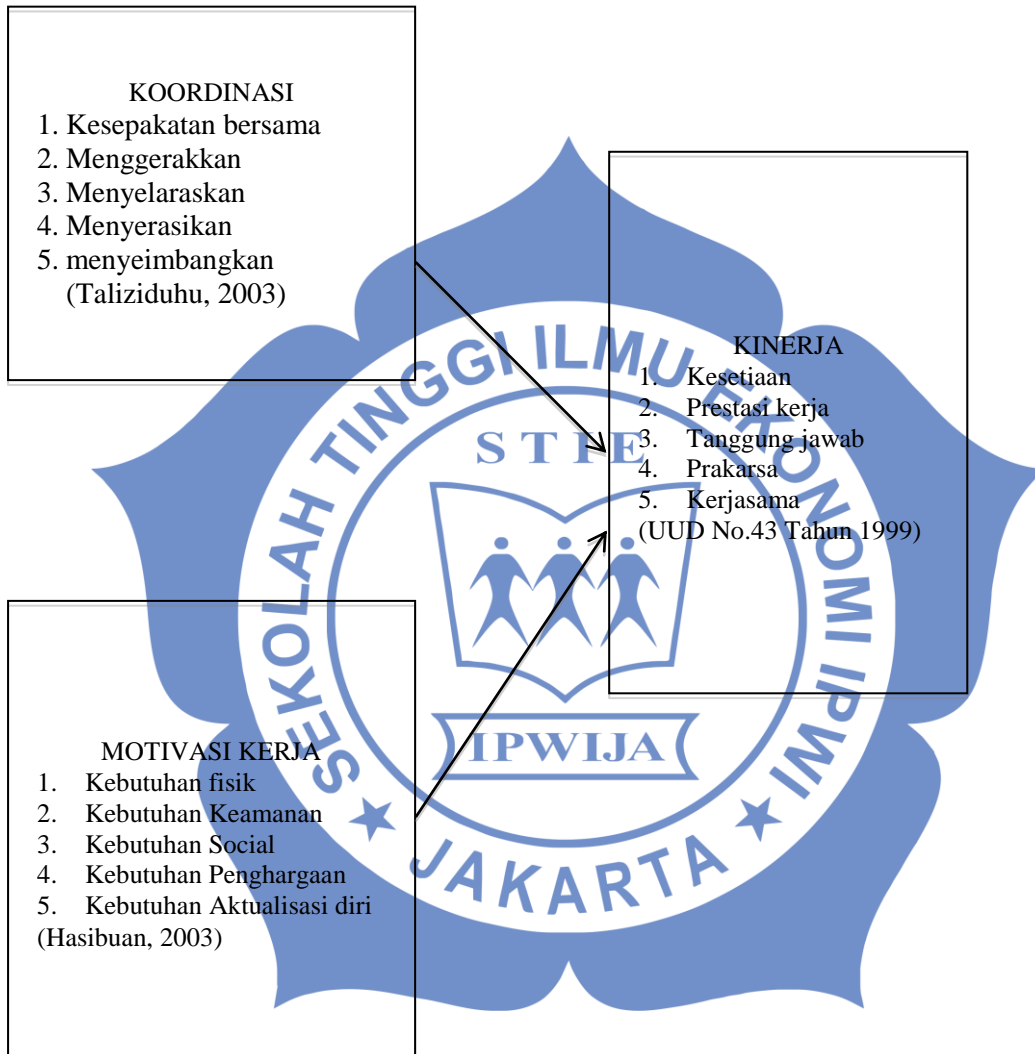 KOORDINASI
1. Kesepakatan bersama
2. Menggerakkan
3. Menyelaraskan
4. Menyerasikan
5. menyeimbangkan
(Taliziduhu, 2003)
KINERJA
1. Kesetiaan
2. Prestasi kerja
3. Tanggung jawab
4. Prakarsa
5. Kerjasama
(UUD No.43 Tahun 1999)
MOTIVASI KERJA
1. Kebutuhan fisik
2. Kebutuhan Keamanan
3. Kebutuhan Social
4. Kebutuhan Penghargaan
5. Kebutuhan Aktualisasi diri
(Hasibuan, 2003)
SEKOLAH TINGGI ILMU EKONOMI IPWI
STIE
IPWIJA
★ JAKARTA ★